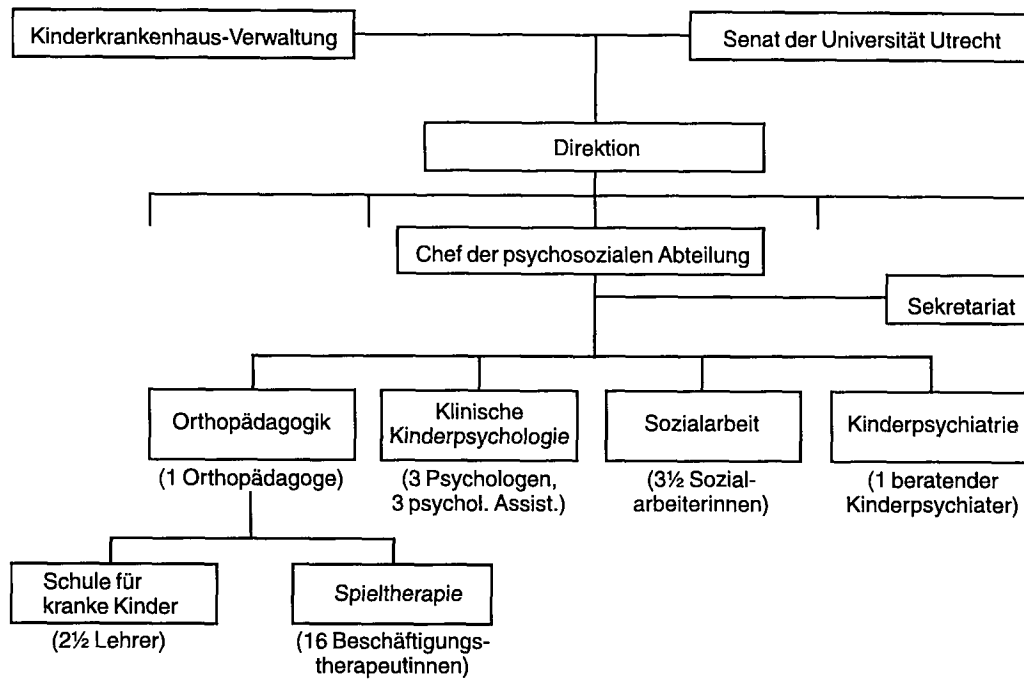 Kinderkrankenhaus-Verwaltung
Senat der Universität Utrecht
Direktion
Chef der psychosozialen Abteilung
Sekretariat
Orthopädagogik
(1 Orthopädagoge)
Klinische
Kinderpsychologie
(3 Psychologen,
3 psychol. Assist.)
Sozialarbeit
(3½ Sozial-
arbeiterinnen)
Kinderpsychiatrie
(1 beratender
Kinderpsychiater)
Schule für
kranke Kinder
(2½ Lehrer)
Spieltherapie
(16 Beschäftigungs-
therapeutinnen)